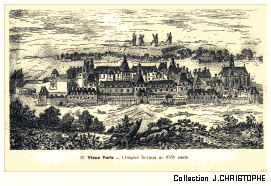 Vieux Paris — L'Hôpital St-Louis au XVIIe siècle
Collection J.CHRISTOPHE